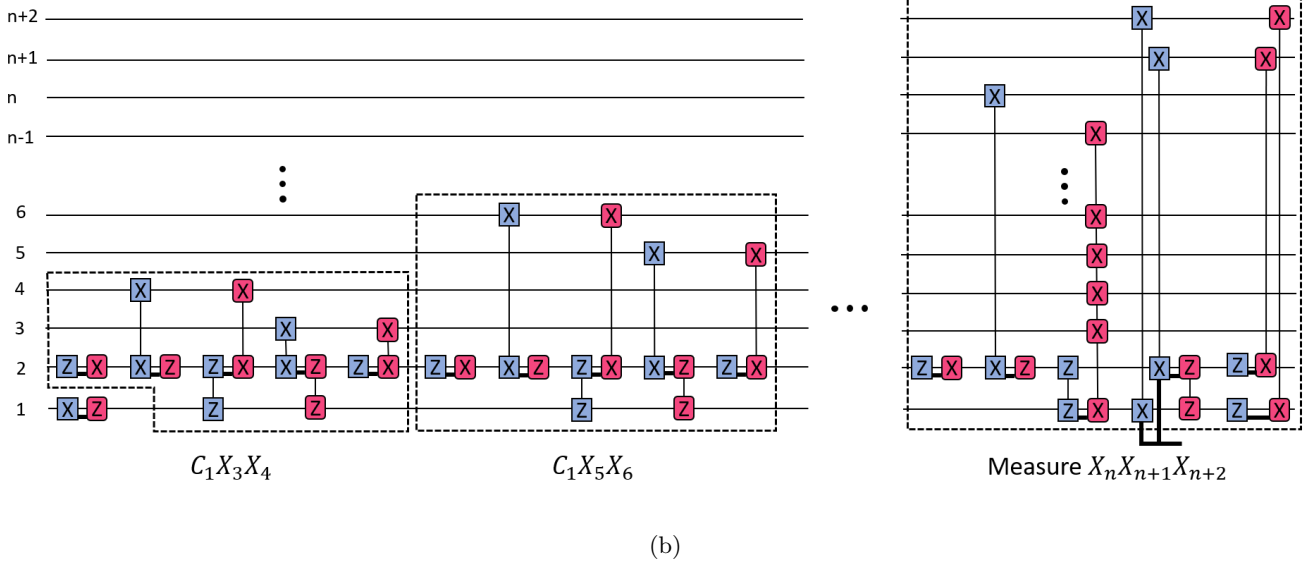 n+2 X X
n+1 X X
n X
n-1 X
6 X X X
5 X X X
4 X X X
3 X X X
2 Z X X Z Z X X Z Z X Z X X Z Z X X Z Z X Z X X Z Z X Z Z X
1 X Z Z Z Z Z Z X X Z Z X
C₁X₃X₄ C₁X₅X₆ Measure XₙXₙ₊₁Xₙ₊₂
(b)